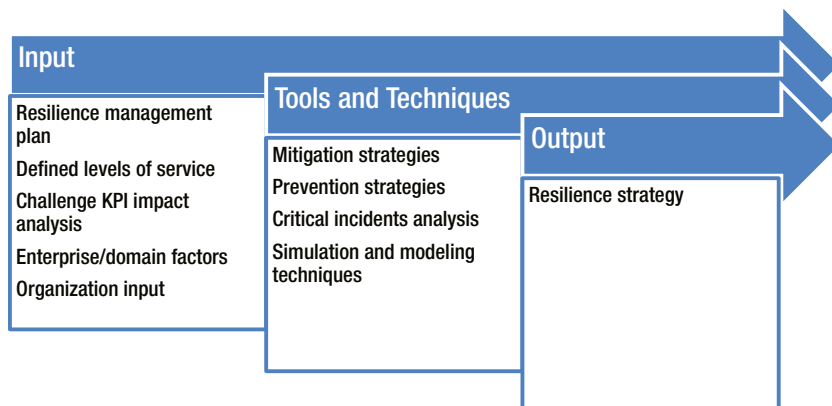 Input
Resilience management
plan
Defined levels of service
Challenge KPI impact
analysis
Enterprise/domain factors
Organization input
Tools and Techniques
Mitigation strategies
Prevention strategies
Critical incidents analysis
Simulation and modeling
techniques
Output
Resilience strategy